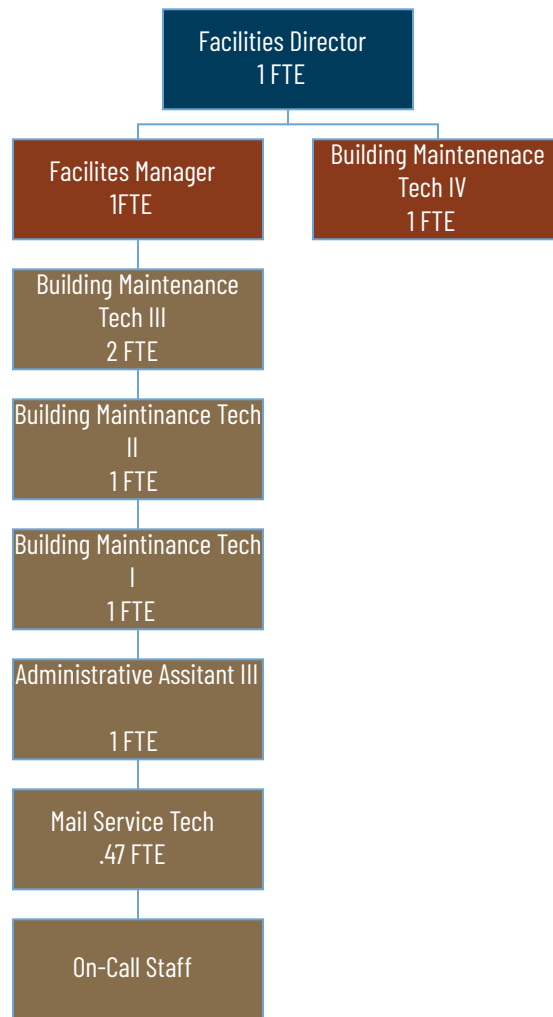 Facilities Director
1 FTE
Facilites Manager
1FTE
Building Maintenenace
Tech IV
1 FTE
Building Maintenance
Tech III
2 FTE
Building Maintinance Tech
II
1 FTE
Building Maintinance Tech
I
1 FTE
Administrative Assitant III
1 FTE
Mail Service Tech
.47 FTE
On-Call Staff